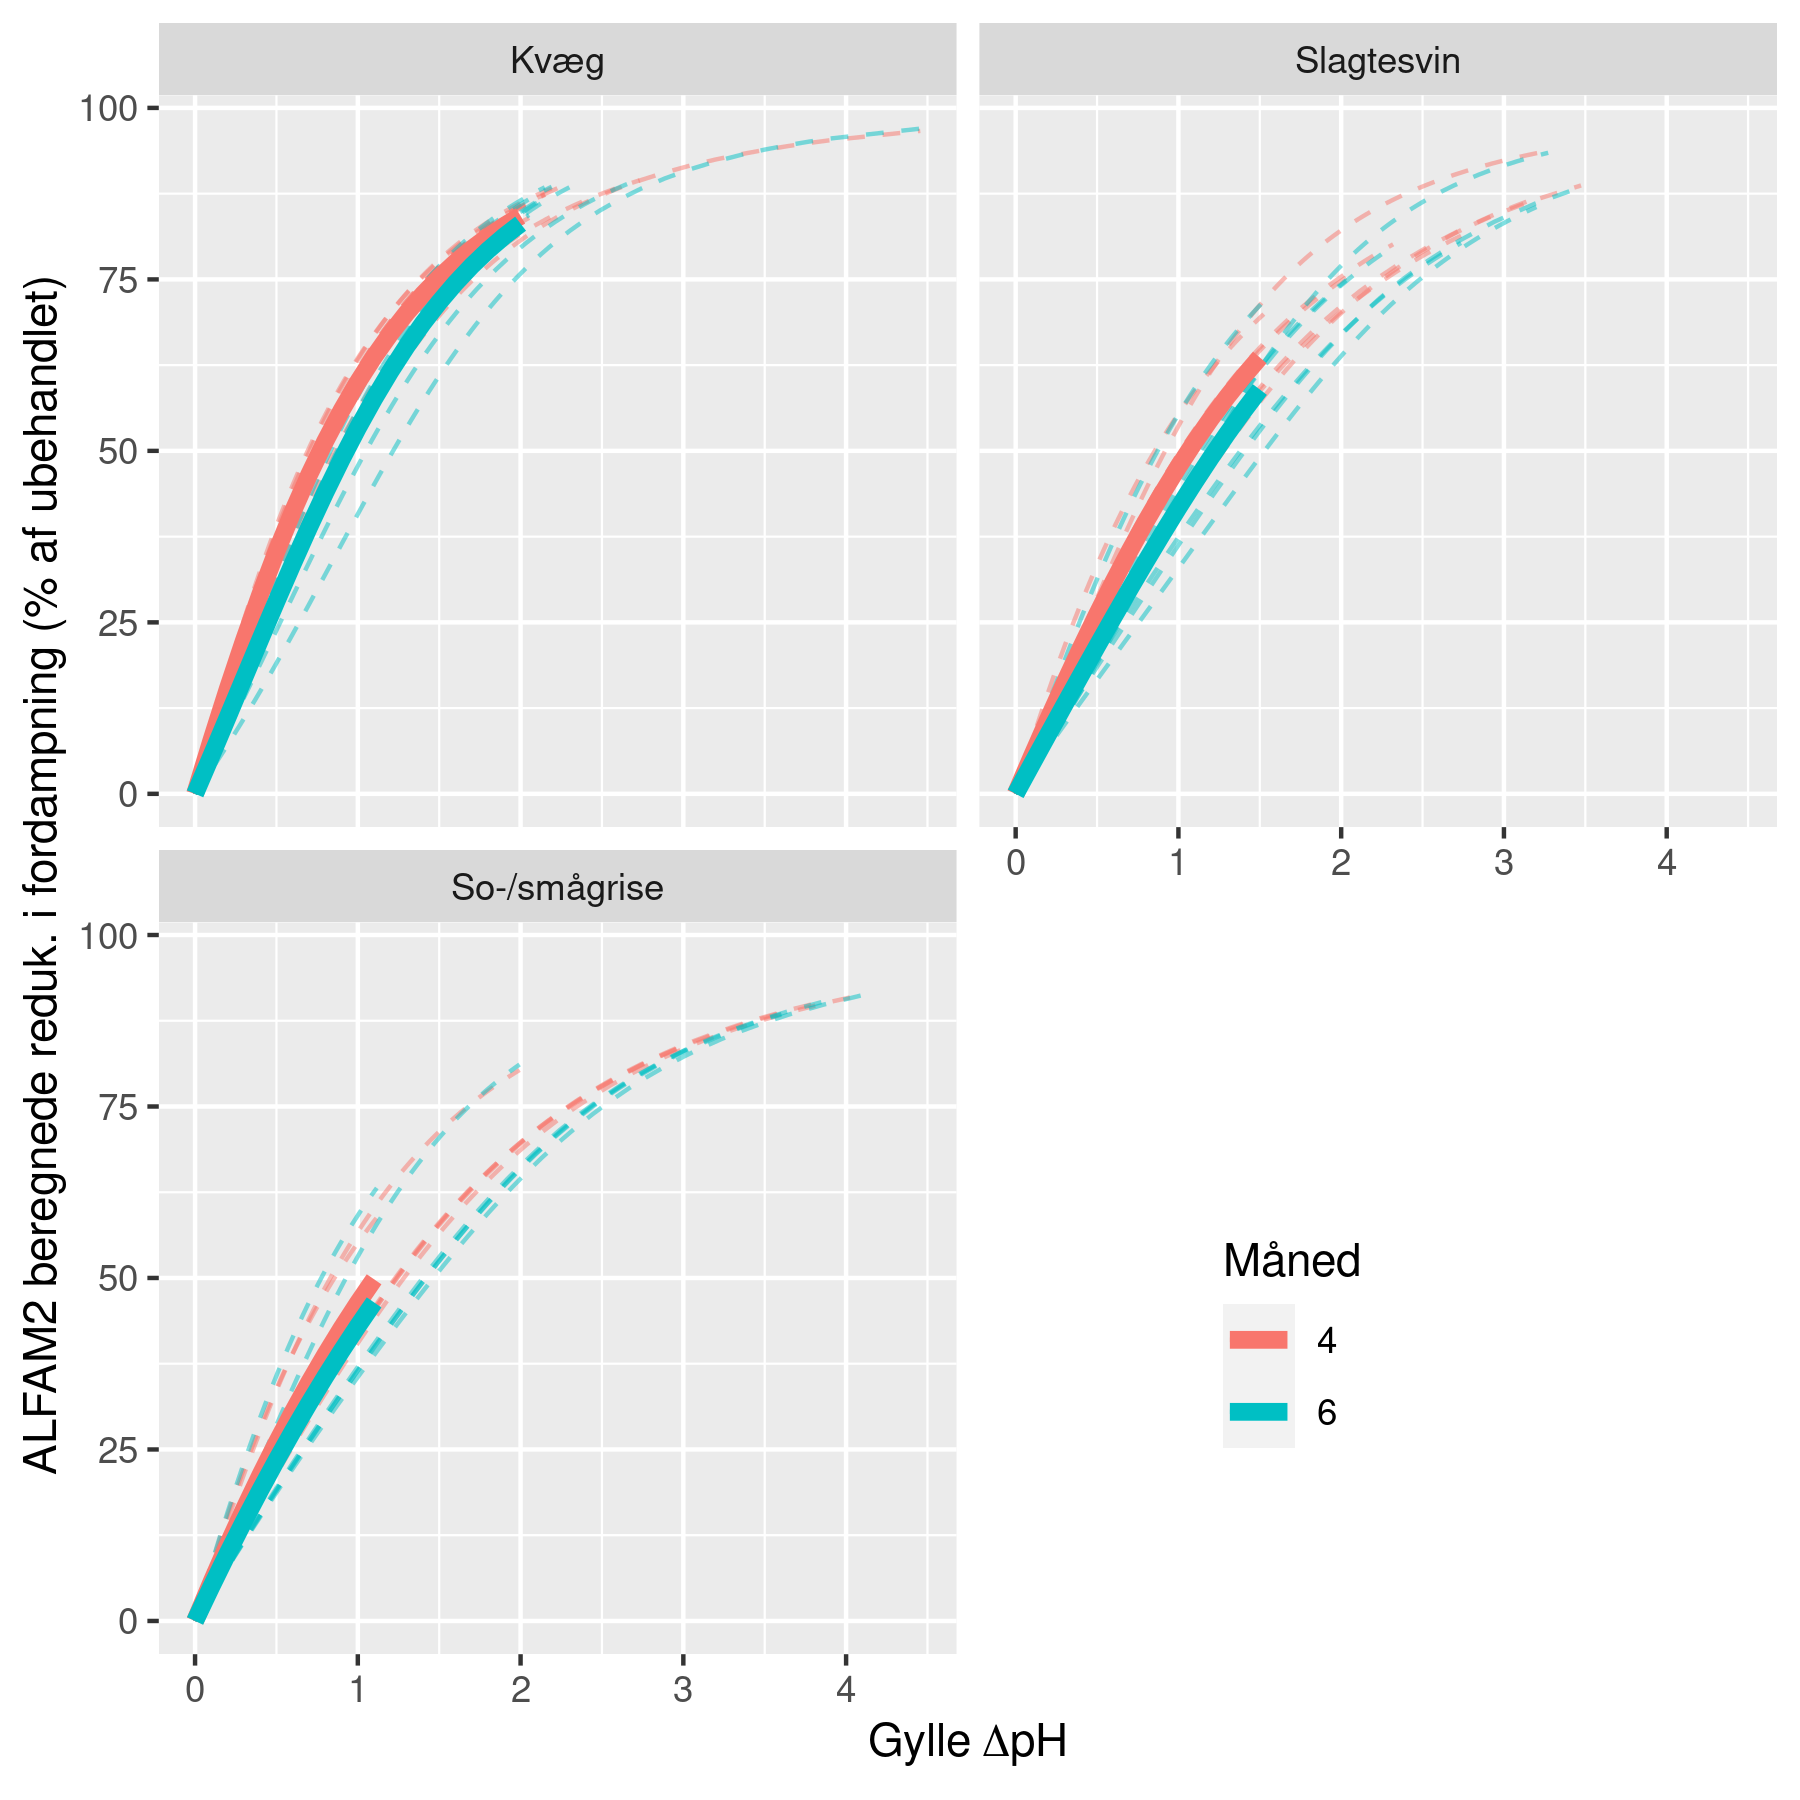 Kvæg
Slagtesvin
100
75
50
25
0
0 1 2 3 4
So-/smågrise
100
75
50
25
0
0 1 2 3 4
ALFAM2 beregnede reduk. i fordampning (% af ubehandlet)
Gylle ΔpH
Måned
4
6